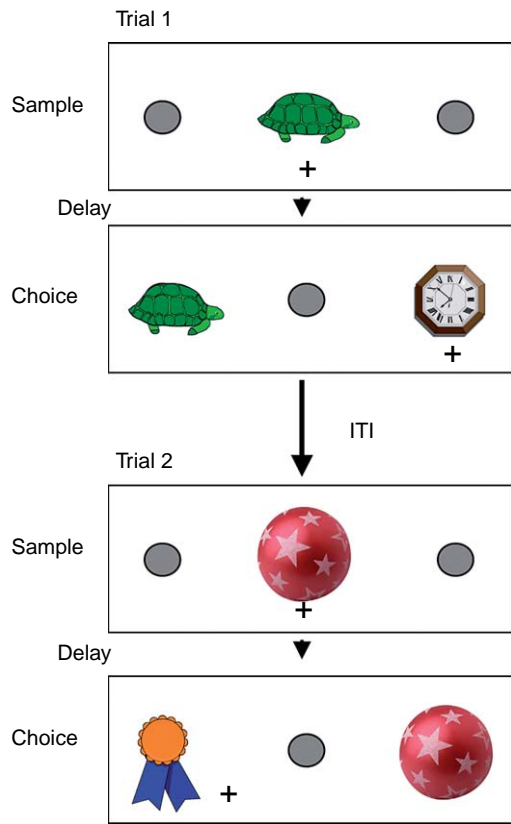 Trial 1
Sample
+
Delay
Choice
+
ITI
Trial 2
Sample
+
Delay
Choice
+